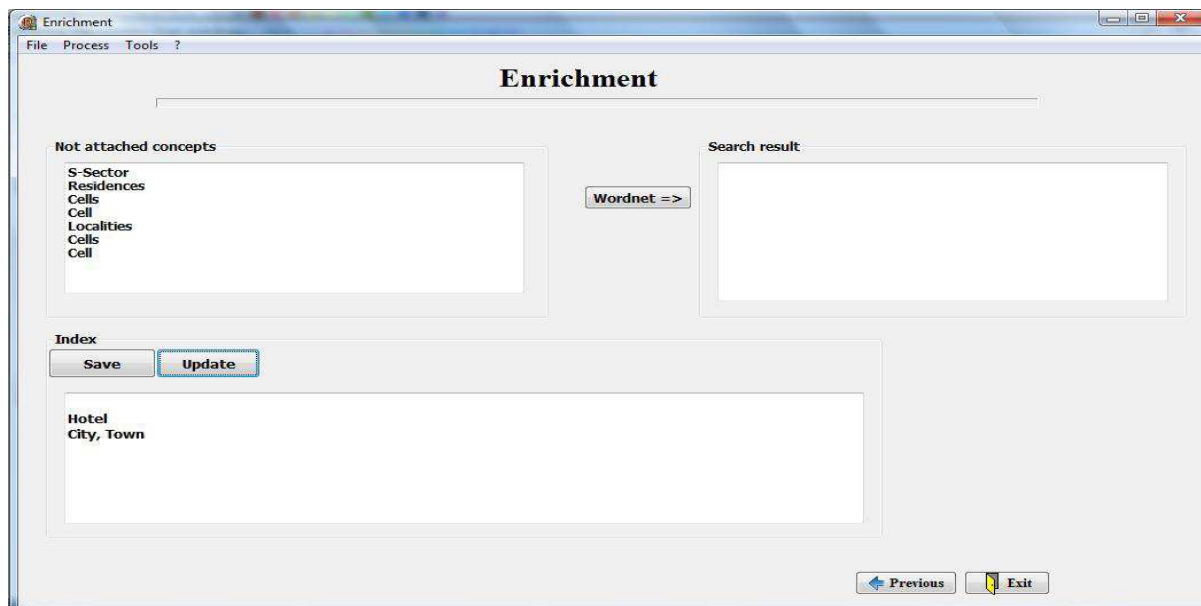 Enrichment
File Process Tools ?
Enrichment
Not attached concepts
S-Sector
Residences
Cells
Cell
Localities
Cells
Cell
Wordnet =>
Search result
Index
Save Update
Hotel
City, Town
Previous Exit